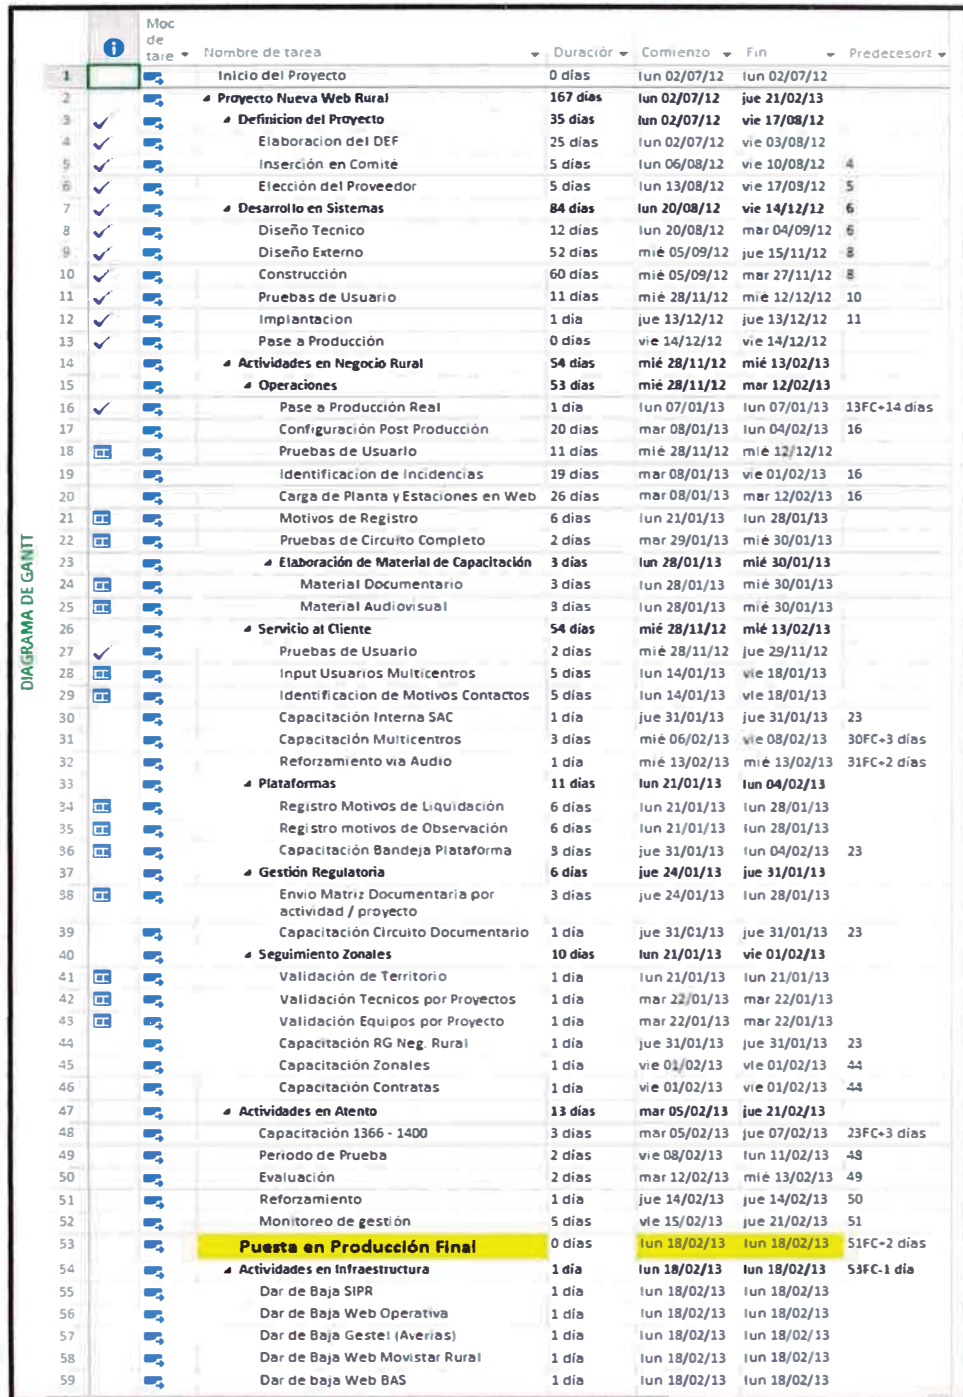 DIAGRAMA DE GANTT
Moc de tare Nombre de tarea Duración Comienzo Fin Predecesora
1 Inicio del Proyecto 0 días lun 02/07/12 lun 02/07/12
2 Proyecto Nueva Web Rural 167 días lun 02/07/12 jue 21/02/13
3 Definicion del Proyecto 35 días lun 02/07/12 vie 17/08/12
4 Elaboracion del DEF 25 días lun 02/07/12 vie 03/08/12
5 Inserción en Comité 5 días lun 06/08/12 vie 10/08/12 4
6 Elección del Proveedor 5 días lun 13/08/12 vie 17/08/12 5
7 Desarrollo en Sistemas 84 días lun 20/08/12 vie 14/12/12 6
8 Diseño Tecnico 12 días lun 20/08/12 mar 04/09/12 6
9 Diseño Externo 52 días mié 05/09/12 jue 15/11/12 8
10 Construcción 60 días mié 05/09/12 mar 27/11/12 8
11 Pruebas de Usuario 11 días mié 28/11/12 mié 12/12/12 10
12 Implantacion 1 día jue 13/12/12 jue 13/12/12 11
13 Pase a Producción 0 días vie 14/12/12 vie 14/12/12
14 Actividades en Negocio Rural 54 días mié 28/11/12 mié 13/02/13
15 Operaciones 53 días mié 28/11/12 mar 12/02/13
16 Pase a Producción Real 1 día lun 07/01/13 lun 07/01/13 13FC+14 días
17 Configuración Post Producción 20 días mar 08/01/13 lun 04/02/13 16
18 Pruebas de Usuario 11 días mié 28/11/12 mié 12/12/12
19 Identificacion de Incidencias 19 días mar 08/01/13 vie 01/02/13 16
20 Carga de Planta y Estaciones en Web 26 días mar 08/01/13 mar 12/02/13 16
21 Motivos de Registro 6 días lun 21/01/13 lun 28/01/13
22 Pruebas de Circuito Completo 2 días mar 29/01/13 mié 30/01/13
23 Elaboración de Material de Capacitación 3 días lun 28/01/13 mié 30/01/13
24 Material Documentario 3 días lun 28/01/13 mié 30/01/13
25 Material Audiovisual 3 días lun 28/01/13 mié 30/01/13
26 Servicio al Cliente 54 días mié 28/11/12 mié 13/02/13
27 Pruebas de Usuario 2 días mié 28/11/12 jue 29/11/12
28 Input Usuarios Multicentros 5 días lun 14/01/13 vie 18/01/13
29 Identificacion de Motivos Contactos 5 días lun 14/01/13 vie 18/01/13
30 Capacitación Interna SAC 1 día jue 31/01/13 jue 31/01/13 23
31 Capacitación Multicentros 3 días mié 06/02/13 vie 08/02/13 30FC+3 días
32 Reforzamiento via Audio 1 día mié 13/02/13 mié 13/02/13 31FC+2 días
33 Plataformas 11 días lun 21/01/13 lun 04/02/13
34 Registro Motivos de Liquidación 6 días lun 21/01/13 lun 28/01/13
35 Registro motivos de Observación 6 días lun 21/01/13 lun 28/01/13
36 Capacitación Bandeja Plataforma 3 días jue 31/01/13 lun 04/02/13 23
37 Gestión Regulatoria 6 días jue 24/01/13 jue 31/01/13
38 Envio Matriz Documentaria por 3 días jue 24/01/13 lun 28/01/13
actividad / proyecto
39 Capacitación Circuito Documentario 1 día jue 31/01/13 jue 31/01/13 23
40 Seguimiento Zonales 10 días lun 21/01/13 vie 01/02/13
41 Validación de Territorio 1 día lun 21/01/13 lun 21/01/13
42 Validación Tecnicos por Proyectos 1 día mar 22/01/13 mar 22/01/13
43 Validación Equipos por Proyecto 1 día mar 22/01/13 mar 22/01/13
44 Capacitación RG Neg. Rural 1 día jue 31/01/13 jue 31/01/13 23
45 Capacitación Zonales 1 día vie 01/02/13 vie 01/02/13 44
46 Capacitación Contratas 1 día vie 01/02/13 vie 01/02/13 44
47 Actividades en Atento 13 días mar 05/02/13 jue 21/02/13
48 Capacitación 1366 - 1400 3 días mar 05/02/13 jue 07/02/13 23FC+3 días
49 Periodo de Prueba 2 días vie 08/02/13 lun 11/02/13 48
50 Evaluación 2 días mar 12/02/13 mié 13/02/13 49
51 Reforzamiento 1 día jue 14/02/13 jue 14/02/13 50
52 Monitoreo de gestión 5 días vie 15/02/13 jue 21/02/13 51
53 Puesta en Producción Final 0 días lun 18/02/13 lun 18/02/13 51FC+2 días
54 Actividades en Infraestructura 1 día lun 18/02/13 lun 18/02/13 53FC-1 día
55 Dar de Baja SIPR 1 día lun 18/02/13 lun 18/02/13
56 Dar de Baja Web Operativa 1 día lun 18/02/13 lun 18/02/13
57 Dar de Baja Gestel (Averias) 1 día lun 18/02/13 lun 18/02/13
58 Dar de Baja Web Movistar Rural 1 día lun 18/02/13 lun 18/02/13
59 Dar de baja Web BAS 1 día lun 18/02/13 lun 18/02/13